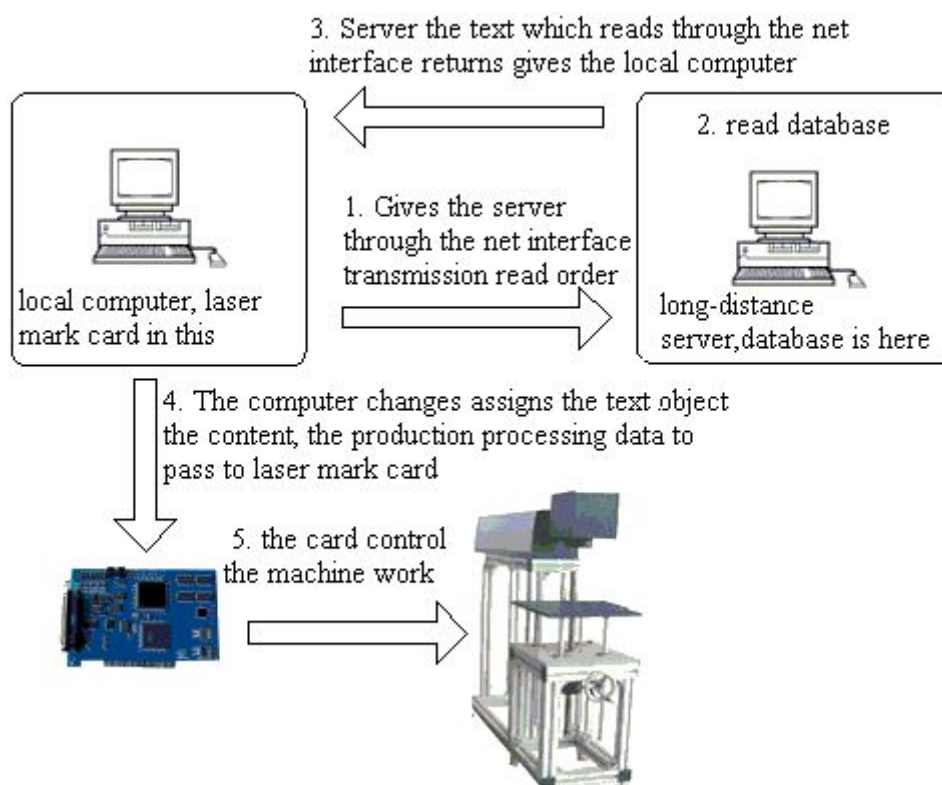 3. Server the text which reads through the net
interface returns gives the local computer
2. read database
1. Gives the server
through the net interface
transmission read order
local computer, laser
mark card in this
long-distance
server,database is here
4. The computer changes assigns the text object
the content, the production processing data to
pass to laser mark card
5. the card control
the machine work